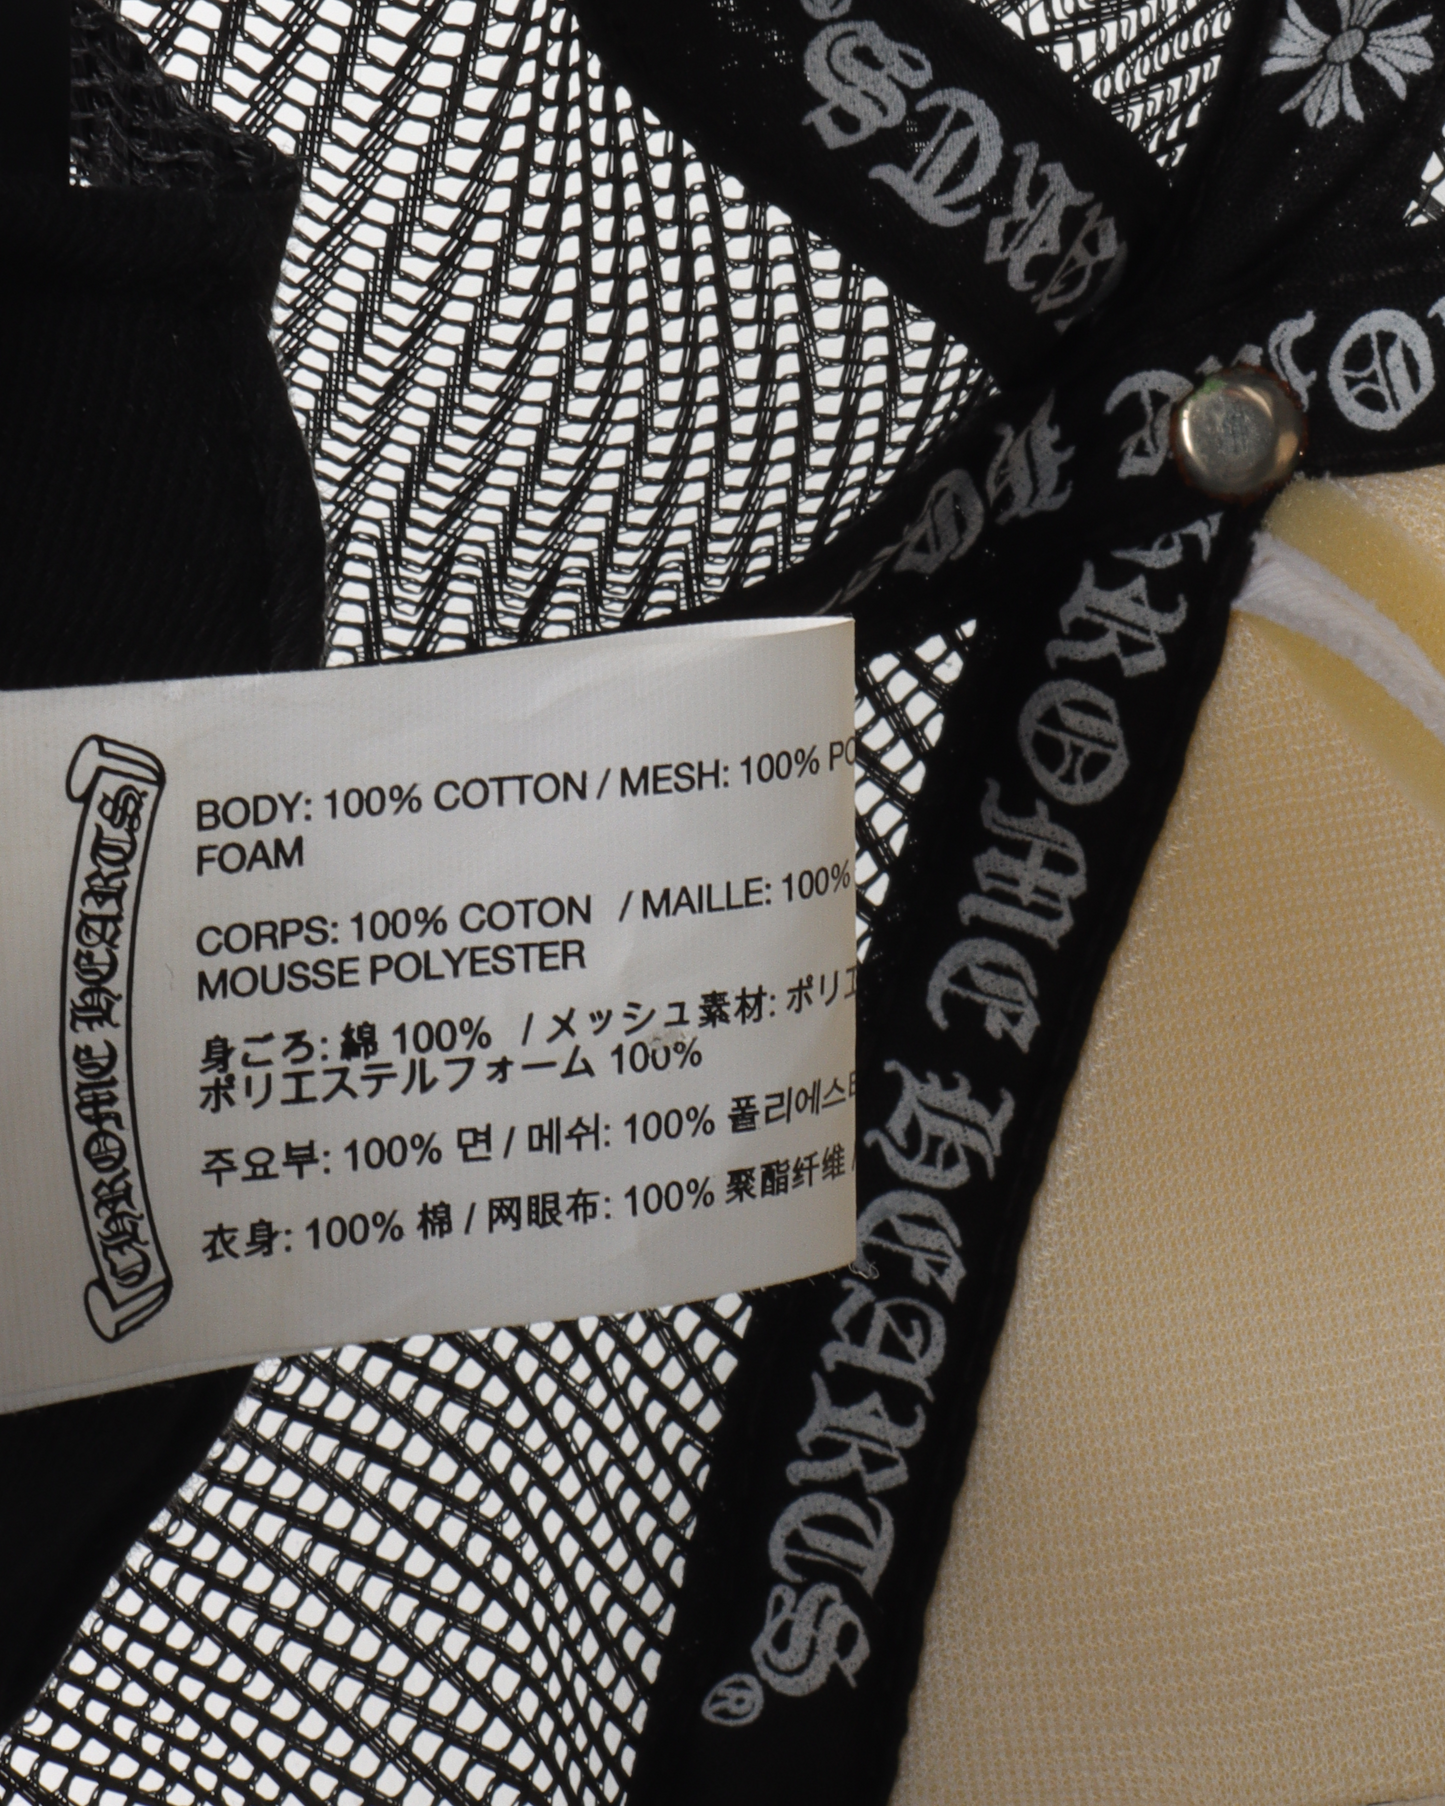 CHROME HEARTS
BODY: 100% COTTON / MESH: 100%
FOAM
CORPS: 100% COTON / MAILLE: 100%
MOUSSE POLYESTER
身ごろ: 綿 100% / メッシュ素材: ポリエ
ポリエステルフォーム 100%
주요부: 100% 면 / 메쉬: 100% 폴리에스
衣身: 100% 棉 / 网眼布: 100% 聚酯纤维 /
CHROME HEARTS®